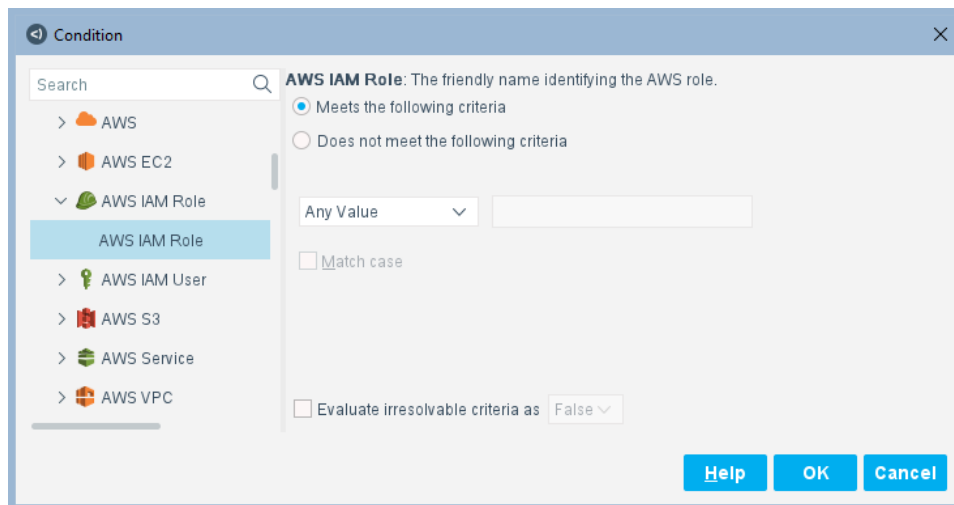 Condition
Search
AWS
AWS EC2
AWS IAM Role
AWS IAM Role
AWS IAM User
AWS S3
AWS Service
AWS VPC
AWS IAM Role: The friendly name identifying the AWS role.
Meets the following criteria
Does not meet the following criteria
Any Value
Match case
Evaluate irresolvable criteria as False
Help OK Cancel